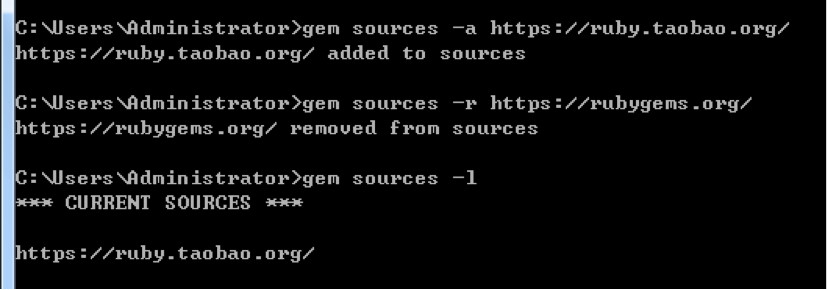 C:\Users\Administrator>gem sources -a https://ruby.taobao.org/
https://ruby.taobao.org/ added to sources
C:\Users\Administrator>gem sources -r https://rubygems.org/
https://rubygems.org/ removed from sources
C:\Users\Administrator>gem sources -l
*** CURRENT SOURCES ***
https://ruby.taobao.org/